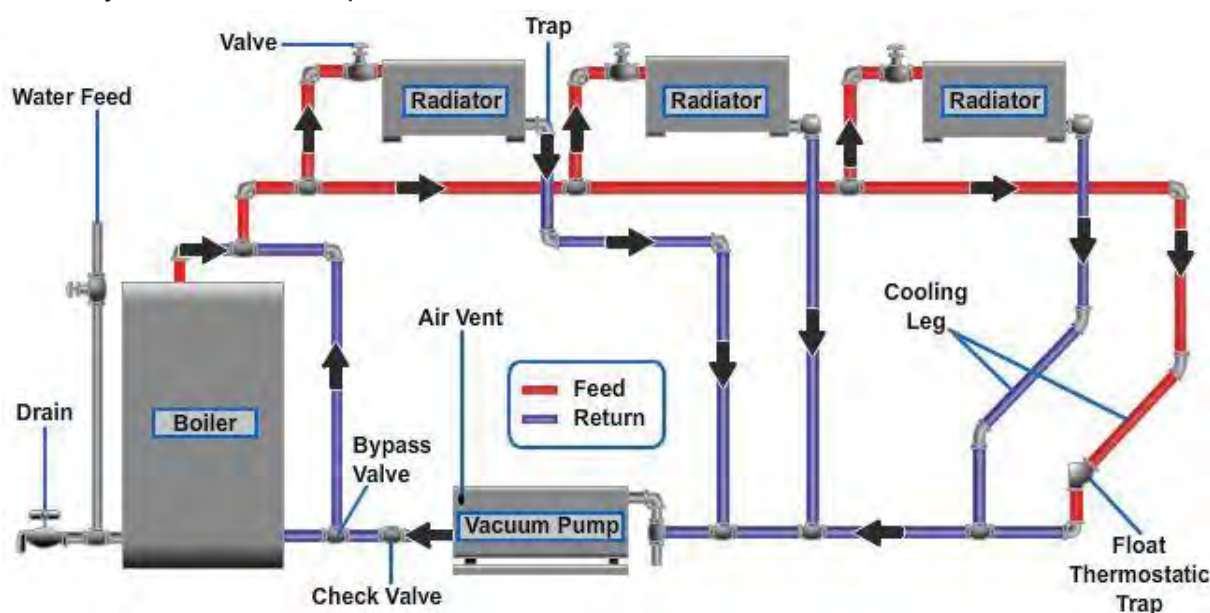 Valve
Trap
Water Feed
Radiator
Radiator
Radiator
Cooling
Leg
Air Vent
Feed
Return
Drain
Boiler
Bypass
Valve
Vacuum Pump
Float
Thermostatic
Trap
Check Valve